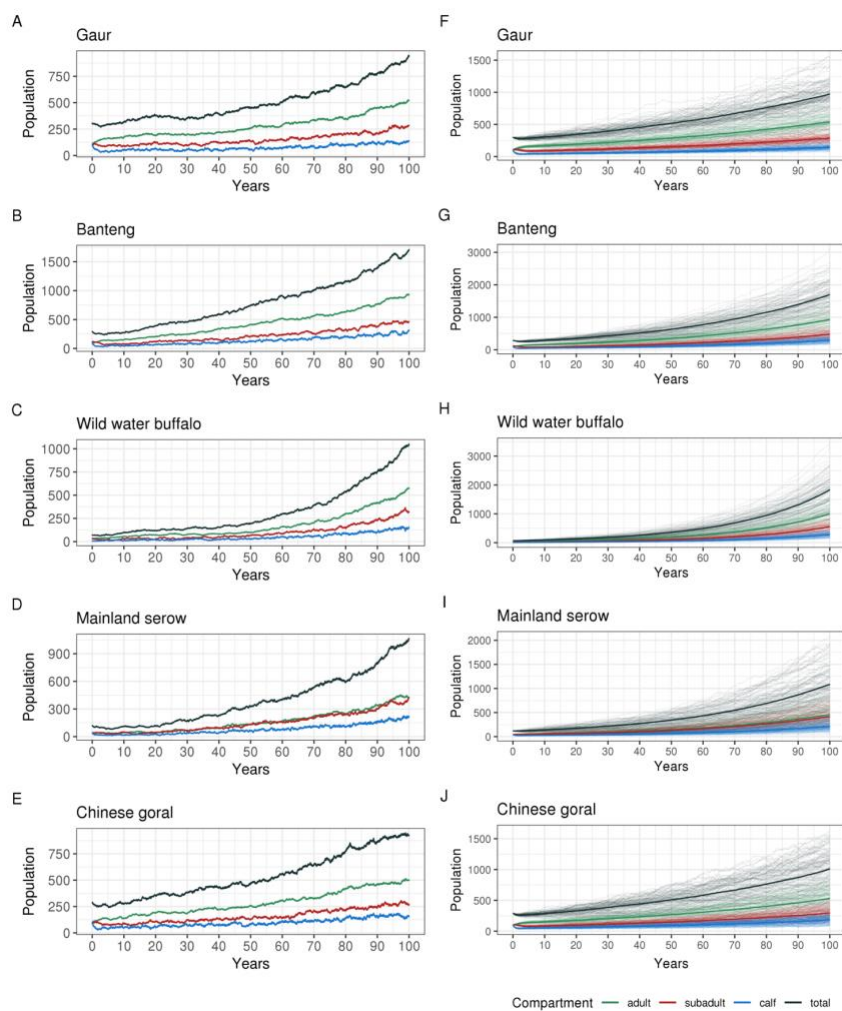 A
Gaur
Population
750
500
250
0
0 10 20 30 40 50 60 70 80 90 100
Years
B
Banteng
Population
1500
1000
500
0
0 10 20 30 40 50 60 70 80 90 100
Years
C
Wild water buffalo
Population
1000
750
500
250
0
0 10 20 30 40 50 60 70 80 90 100
Years
D
Mainland serow
Population
900
600
300
0
0 10 20 30 40 50 60 70 80 90 100
Years
E
Chinese goral
Population
750
500
250
0
0 10 20 30 40 50 60 70 80 90 100
Years
F
Gaur
Population
1500
1000
500
0
0 10 20 30 40 50 60 70 80 90 100
Years
G
Banteng
Population
3000
2000
1000
0
0 10 20 30 40 50 60 70 80 90 100
Years
H
Wild water buffalo
Population
3000
2000
1000
0
0 10 20 30 40 50 60 70 80 90 100
Years
I
Mainland serow
Population
2000
1500
1000
500
0
0 10 20 30 40 50 60 70 80 90 100
Years
J
Chinese goral
Population
1500
1000
500
0
0 10 20 30 40 50 60 70 80 90 100
Years
Compartment adult subadult calf total